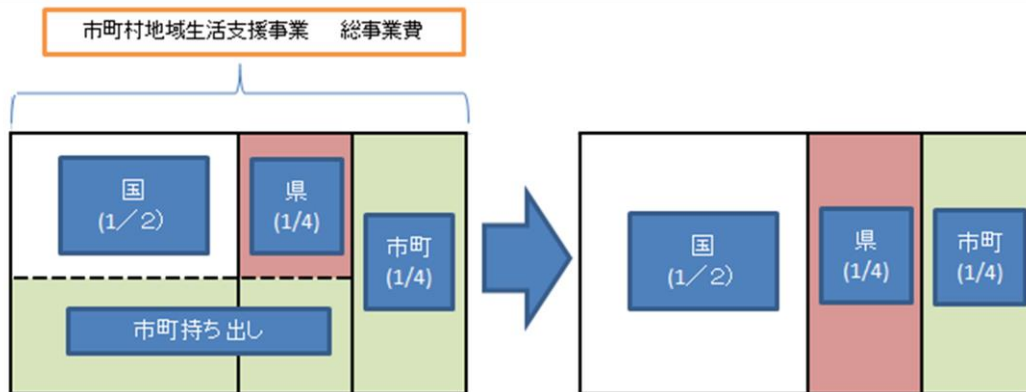 市町村地域生活支援事業　総事業費
国
(1／2)
県
(1/4)
市町
(1/4)
市町持ち出し
国
(1／2)
県
(1/4)
市町
(1/4)